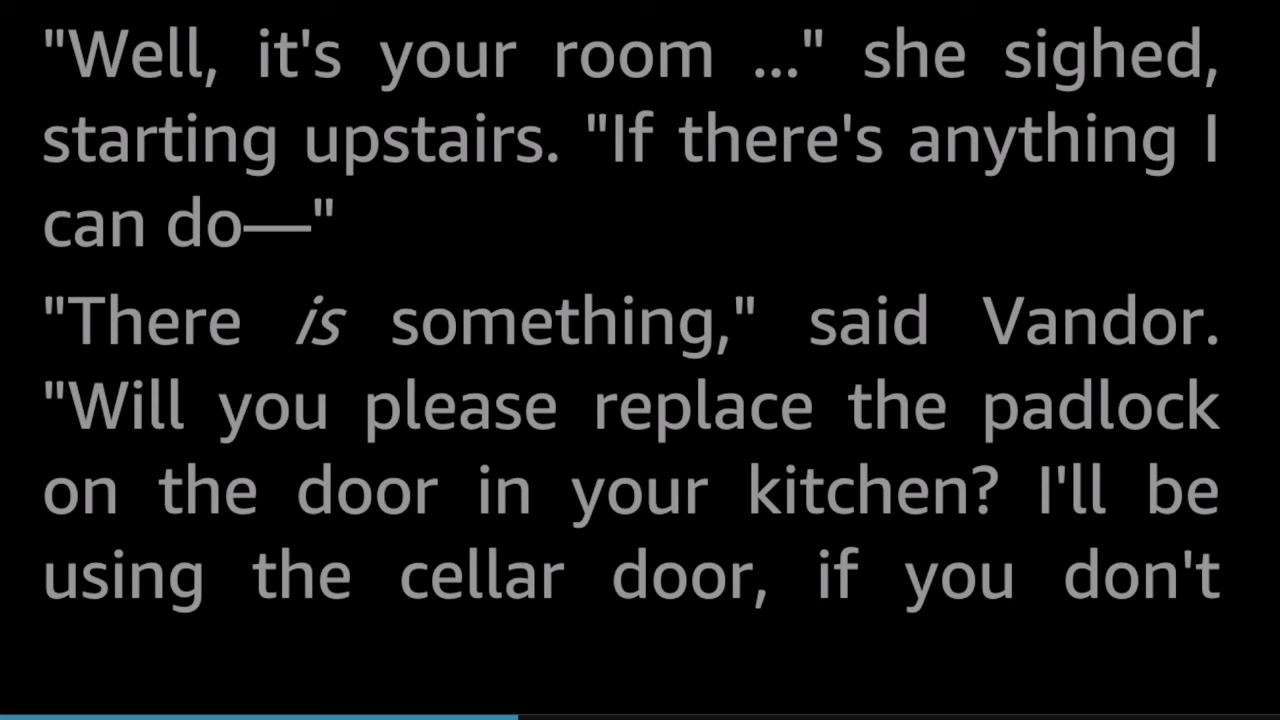 "Well, it's your room ..." she sighed,
starting upstairs. "If there's anything I
can do—"
"There is something," said Vandor.
"Will you please replace the padlock
on the door in your kitchen? I'll be
using the cellar door, if you don't